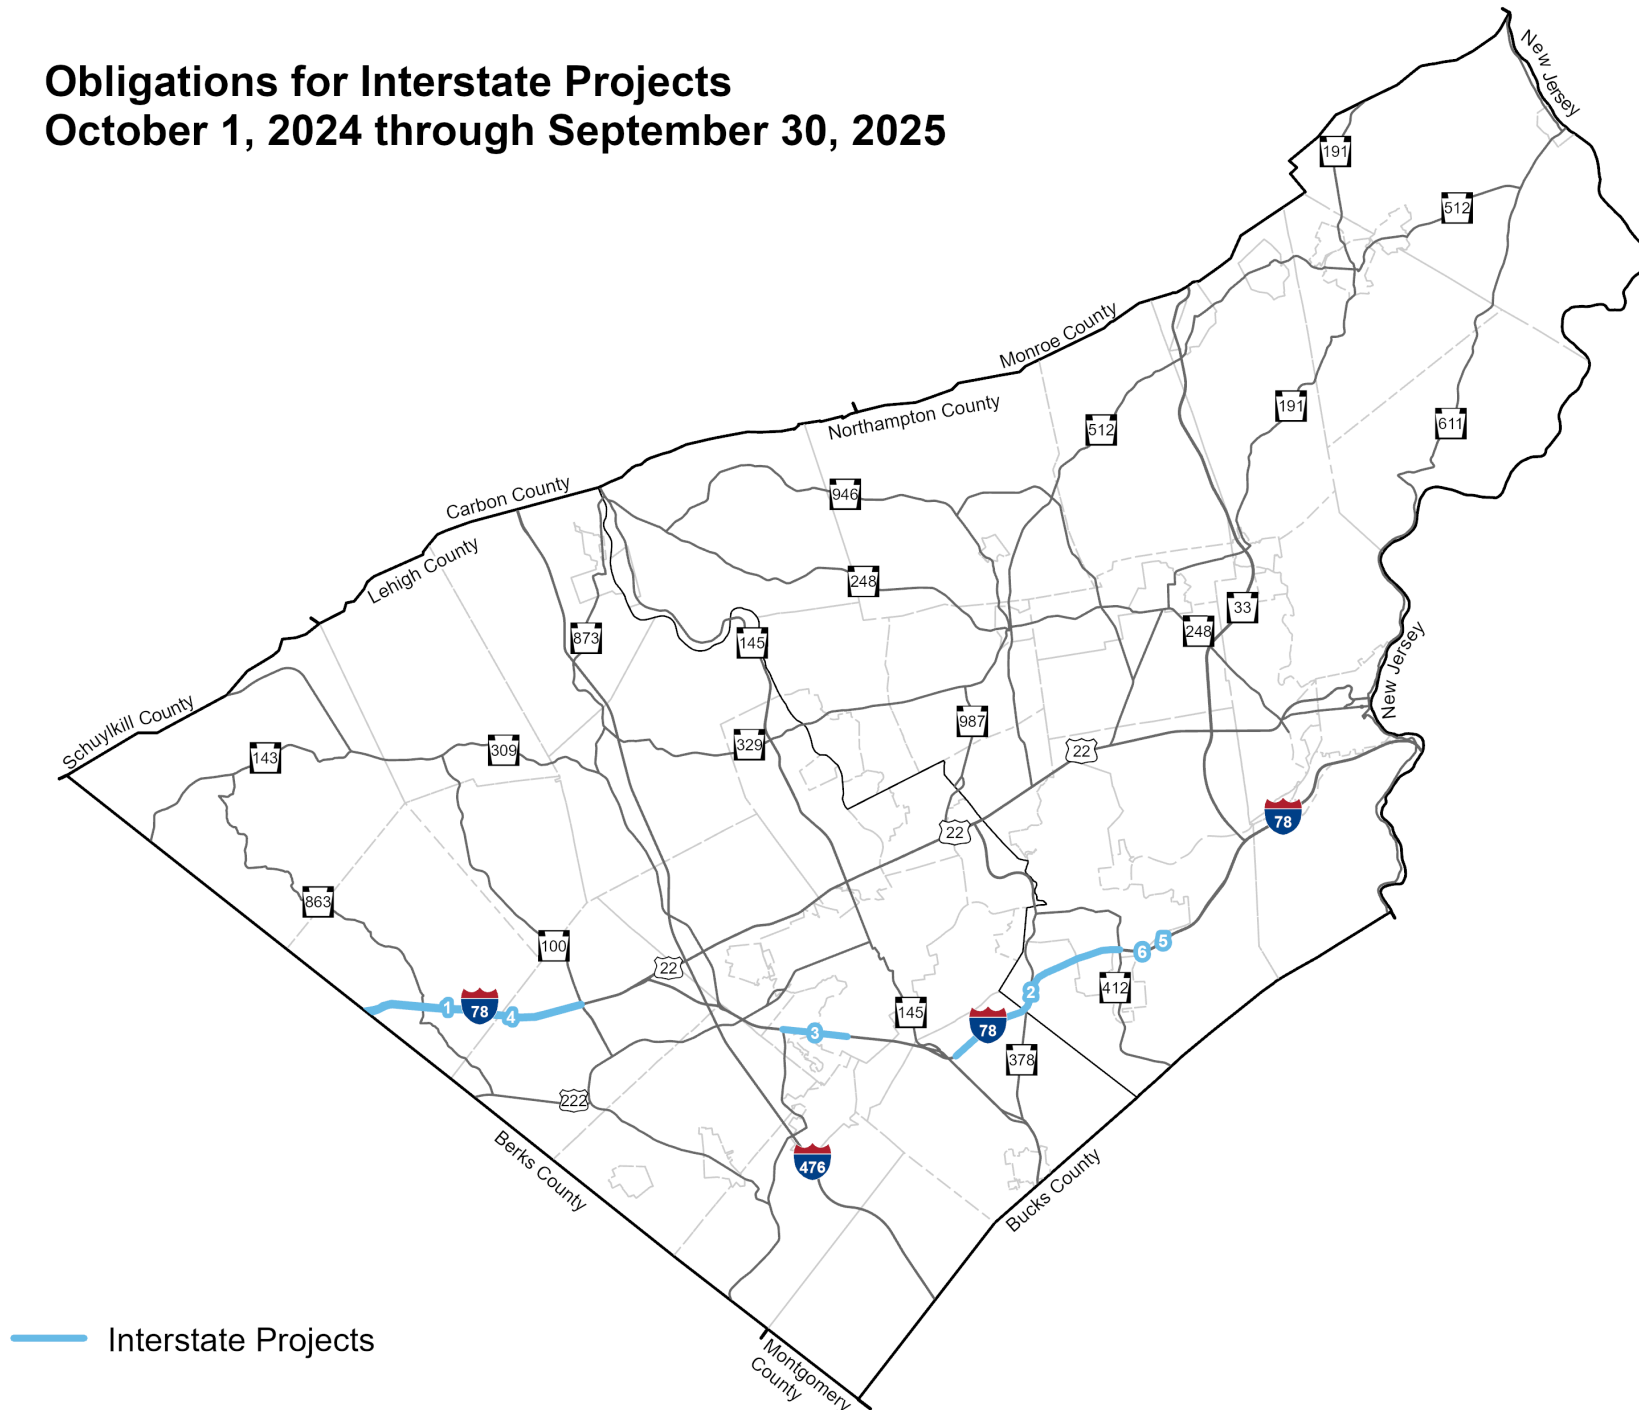 Obligations for Interstate Projects
October 1, 2024 through September 30, 2025
New Jersey
191
512
Monroe County
Northampton County
191
611
512
Carbon County
946
Lehigh County
248
33
873
145
248
New Jersey
Schuylkill County
987
143
309
329
22
22
78
863
100
22
6
5
1
78
4
2
412
3
145
78
378
222
Berks County
476
Bucks County
Interstate Projects
Montgomery
County